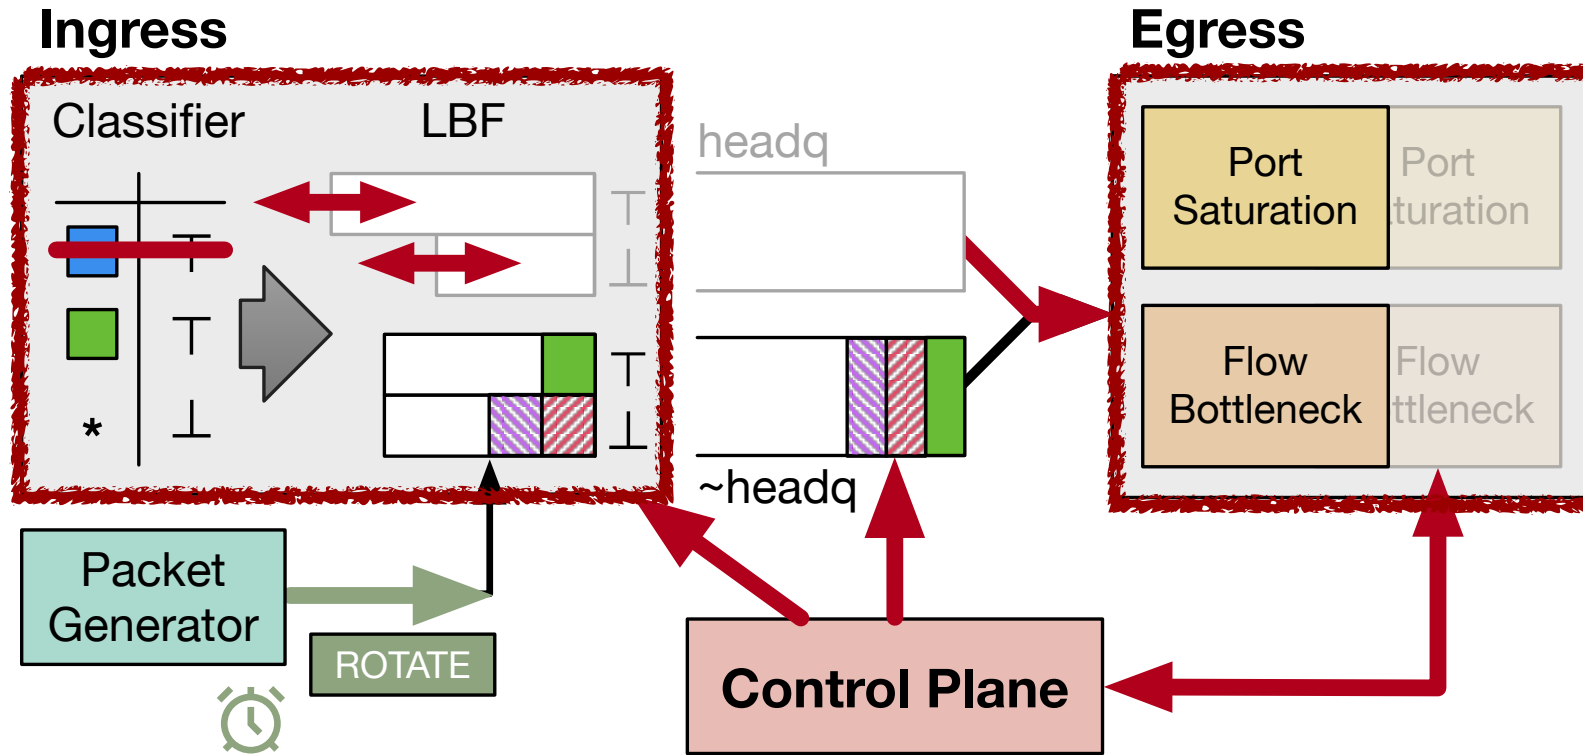 Ingress
Egress
Classifier
LBF
headq
⊤
⊥
⊤
⊤
*
⊥
⊤
⊥
~headq
Port
Saturation
Port
turation
Flow
Bottleneck
Flow
ttleneck
Packet
Generator
ROTATE
Control Plane